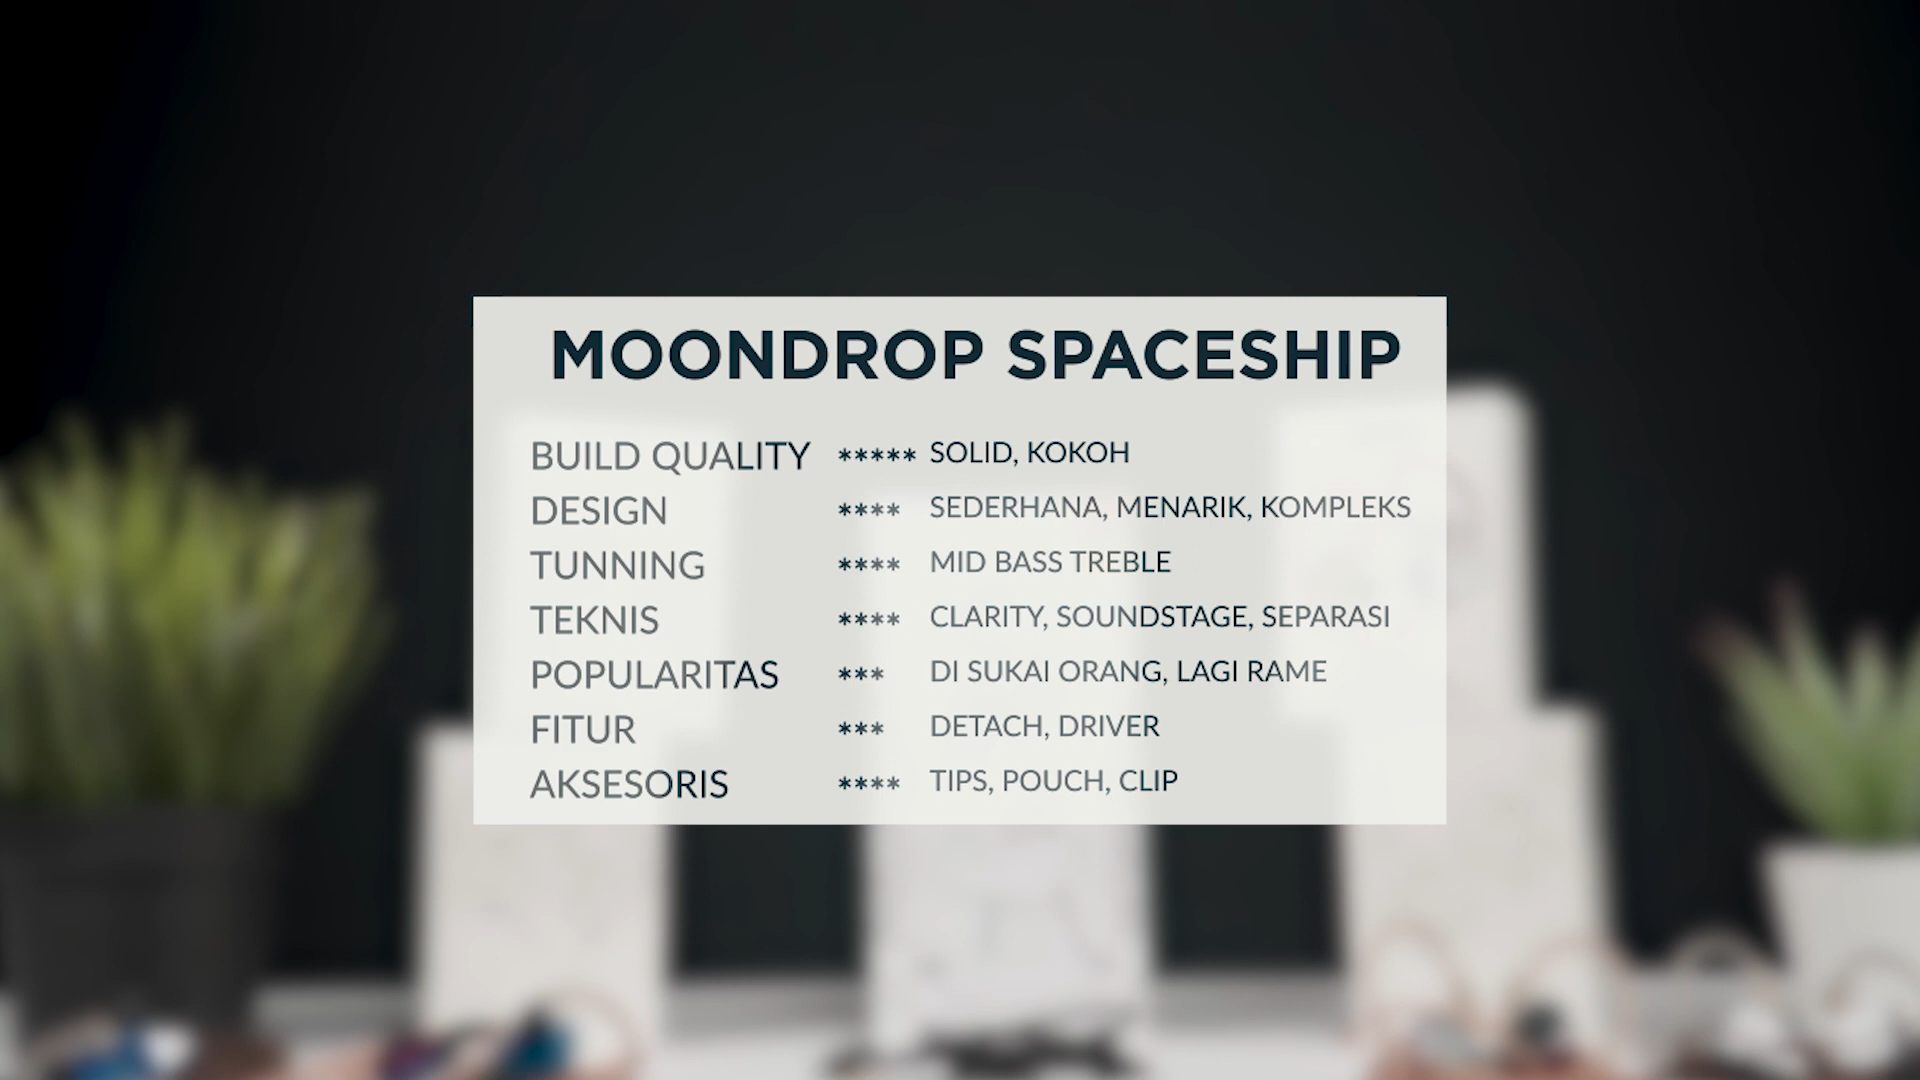 MOONDROP SPACESHIP
BUILD QUALITY ***** SOLID, KOKOH
DESIGN **** SEDERHANA, MENARIK, KOMPLEKS
TUNNING **** MID BASS TREBLE
TEKNIS **** CLARITY, SOUNDSTAGE, SEPARASI
POPULARITAS *** DI SUKAI ORANG, LAGI RAME
FITUR *** DETACH, DRIVER
AKSESORIS **** TIPS, POUCH, CLIP